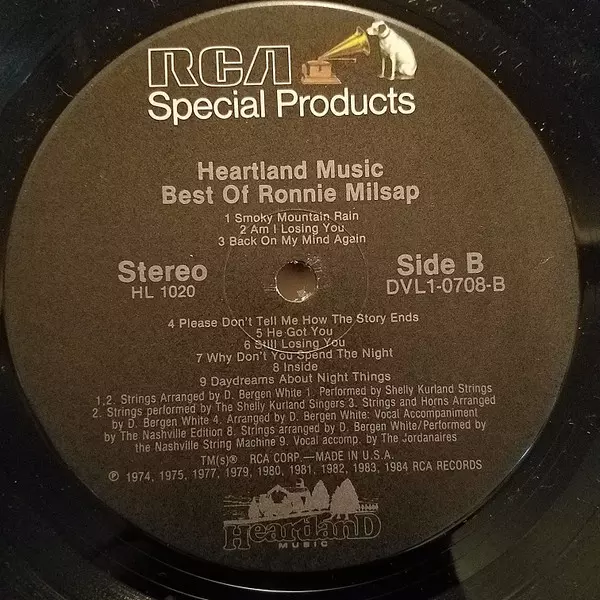 RCA
Special Products
Heartland Music
Best Of Ronnie Milsap
1 Smoky Mountain Rain
2 Am I Losing You
3 Back On My Mind Again
Stereo
HL 1020
Side B
DVL1-0708-B
4 Please Don't Tell Me How The Story Ends
5 He Got You
6 Still Losing You
7 Why Don't You Spend The Night
8 Inside
9 Daydreams About Night Things
1.2. Strings Arranged by D. Bergen White 1. Performed by Shelly Kurland Strings
2. Strings performed by The Shelly Kurland Singers 3. Strings and Horns Arranged
by D. Bergen White 4. Arranged by D. Bergen White: Vocal Accompaniment
by The Nashville Edition 8. Strings arranged by D. Bergen White/Performed by
the Nashville String Machine 9. Vocal accomp. by The Jordanaires
TM(s)® RCA CORP.—MADE IN U.S.A.
℗ 1974, 1975, 1977, 1979, 1980, 1981, 1982, 1983, 1984 RCA RECORDS
HeartlanD
MUSIC